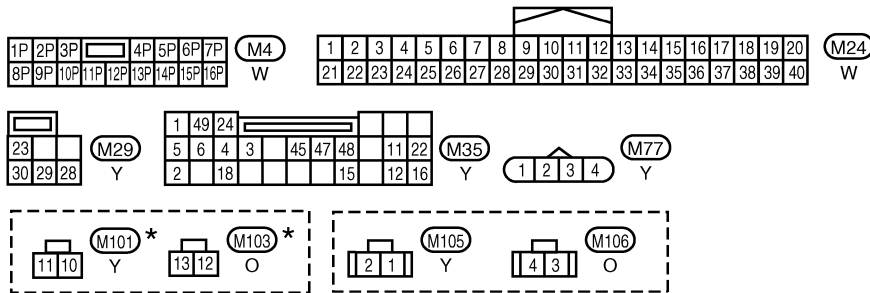 1P 2P 3P 4P 5P 6P 7P M4
8P 9P 10P 11P 12P 13P 14P 15P 16P W
1 2 3 4 5 6 7 8 9 10 11 12 13 14 15 16 17 18 19 20 M24
21 22 23 24 25 26 27 28 29 30 31 32 33 34 35 36 37 38 39 40 W
23 M29
30 29 28 Y
1 49 24
5 6 4 3 45 47 48 11 22 M35
2 18 15 12 16 Y
1 2 3 4 M77
Y
M101 *
11 10 Y
M103 *
13 12 O
M105
2 1 Y
M106
4 3 O